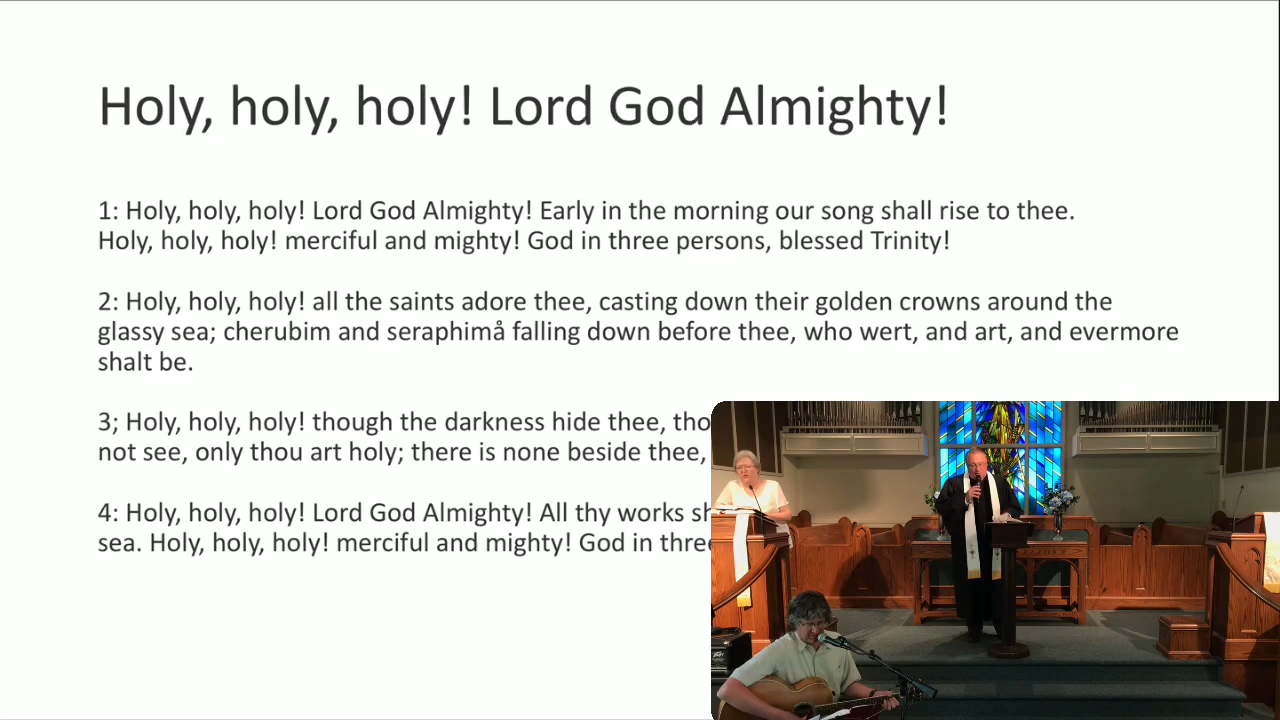 Holy, holy, holy! Lord God Almighty!
1: Holy, holy, holy! Lord God Almighty! Early in the morning our song shall rise to thee.
Holy, holy, holy! merciful and mighty! God in three persons, blessed Trinity!
2: Holy, holy, holy! all the saints adore thee, casting down their golden crowns around the
glassy sea; cherubim and seraphimå falling down before thee, who wert, and art, and evermore
shalt be.
3; Holy, holy, holy! though the darkness hide thee,
not see, only thou art holy; there is none beside thee,
4: Holy, holy, holy! Lord God Almighty! All thy works
sea. Holy, holy, holy! merciful and mighty! God in